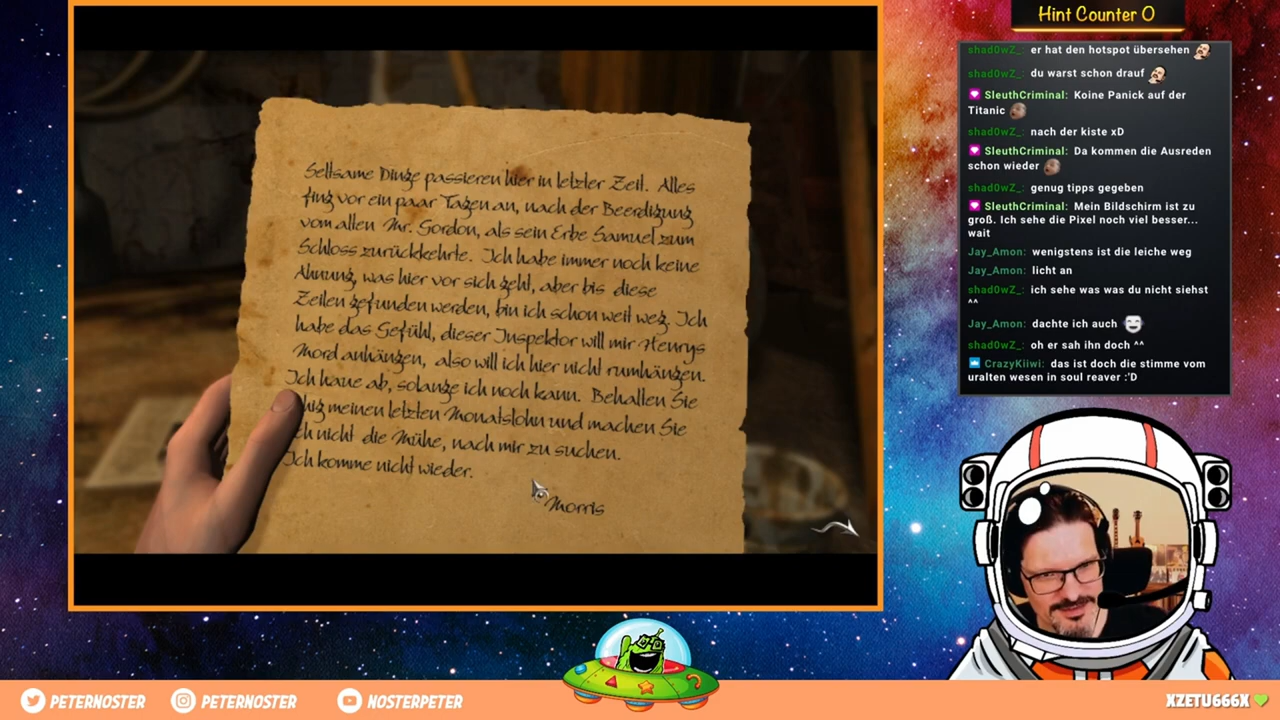 Hint Counter 0
shad0wZ_: er hat den hotspot übersehen
shad0wZ_: du warst schon drauf
SleuthCriminal: Koine Panick auf der
Titanic
shad0wZ_: nach der kiste xD
SleuthCriminal: Da kommen die Ausreden
schon wieder
shad0wZ_: genug tipps gegeben
SleuthCriminal: Mein Bildschirm ist zu
groß. Ich sehe die Pixel noch viel besser...
wait
Jay_Amon: wenigstens ist die leiche weg
Jay_Amon: licht an
shad0wZ_: ich sehe was was du nicht siehst
^^
Jay_Amon: dachte ich auch
shad0wZ_: oh er sah ihn doch ^^
CrazyKiiwi: das ist doch die stimme vom
uralten wesen in soul reaver :'D
Seltsame Dinge passieren hier in letzter Zeit. Alles
fing vor ein paar Tagen an, nach der Beerdigung
vom alten Mr. Gordon, als sein Erbe Samuel zum
Schloss zurückkehrte. Ich habe immer noch keine
Ahnung, was hier vor sich geht, aber bis diese
Zeilen gefunden werden, bin ich schon weit weg. Ich
habe das Gefühl, dieser Inspektor will mir Henrys
Mord anhängen, also will ich hier nicht rumhängen.
Ich haue ab, solange ich noch kann. Behalten Sie
hig meinen letzten Monatslohn und machen Sie
ch nicht die Mühe, nach mir zu suchen.
Ich komme nicht wieder.
Morris
PETERNOSTER PETERNOSTER NOSTERPETER XZETU666X